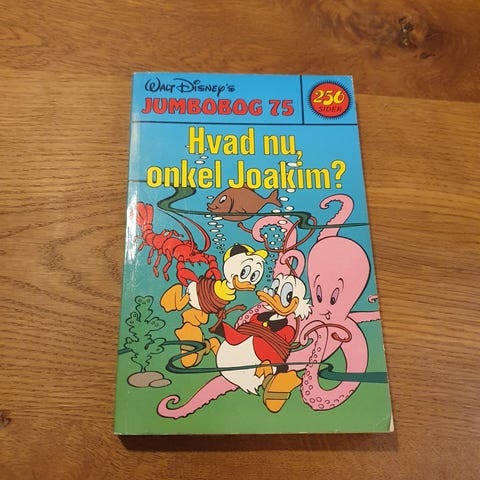 Walt Disney's
JUMBOBOG 75
256
SIDER
Hvad nu,
onkel Joakim?